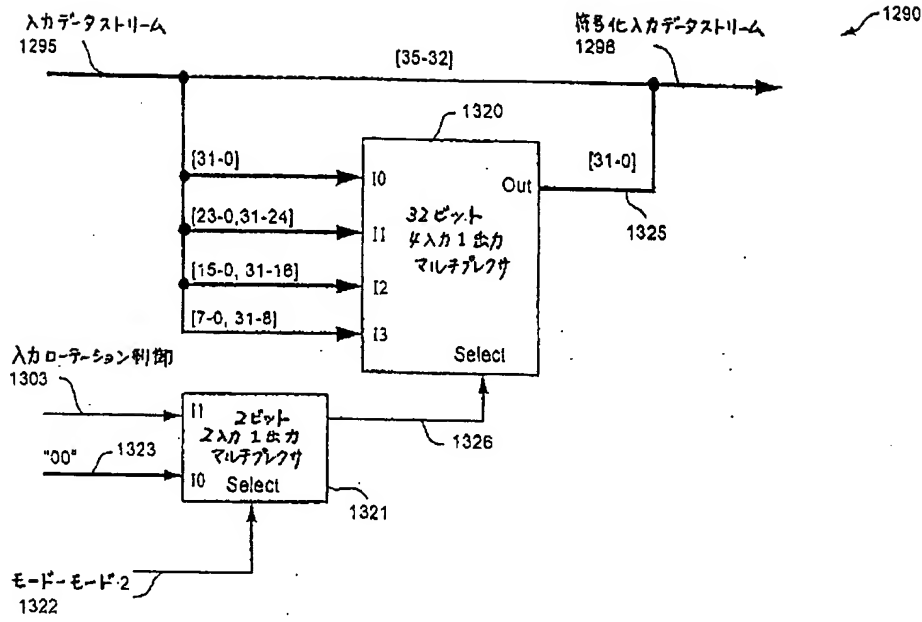 入力データストリーム
1295
符号化入力データストリーム
1298
1290
[35-32]
1320
[31-0]
I0
Out
[31-0]
[23-0,31-24]
I1
32ビット
4入力1出力
マルチプレクサ
1325
[15-0, 31-16]
I2
[7-0, 31-8]
I3
Select
入力ローテーション制御
1303
I1
2ビット
2入力1出力
マルチプレクサ
1326
"00"
1323
I0
Select
1321
モード-モード2
1322